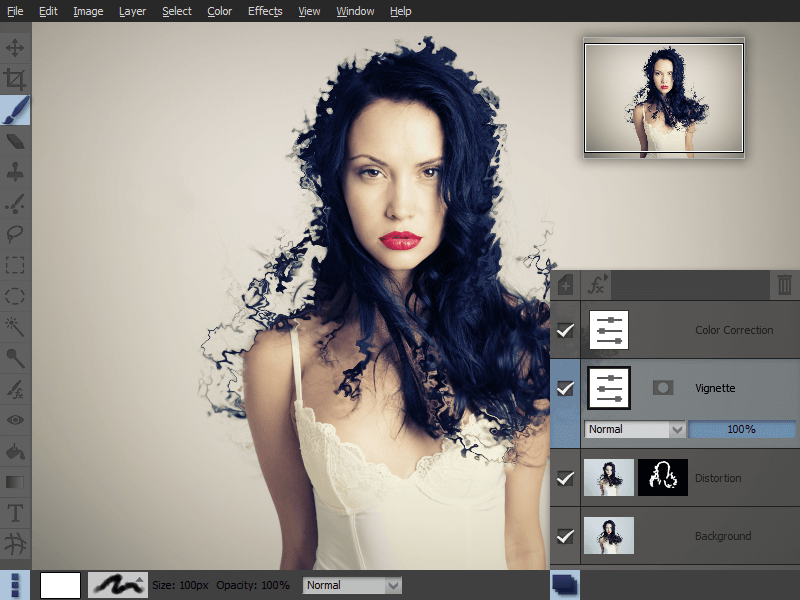 File Edit Image Layer Select Color Effects View Window Help
Color Correction
Vignette
Normal 100%
Distortion
Background
Size: 100px Opacity: 100% Normal